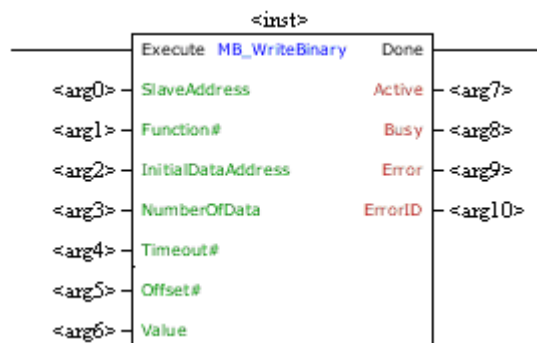 <inst>
Execute MB_WriteBinary Done
<arg0> SlaveAddress Active <arg7>
<arg1> Function# Busy <arg8>
<arg2> InitialDataAddress Error <arg9>
<arg3> NumberOfData ErrorID <arg10>
<arg4> Timeout#
<arg5> Offset#
<arg6> Value